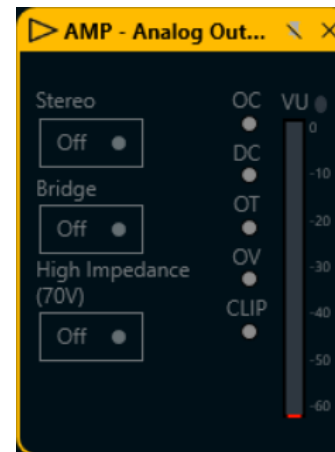 AMP - Analog Out...
Stereo
Off
Bridge
Off
High Impedance
(70V)
Off
OC
DC
OT
OV
CLIP
VU
0
-10
-20
-30
-40
-50
-60